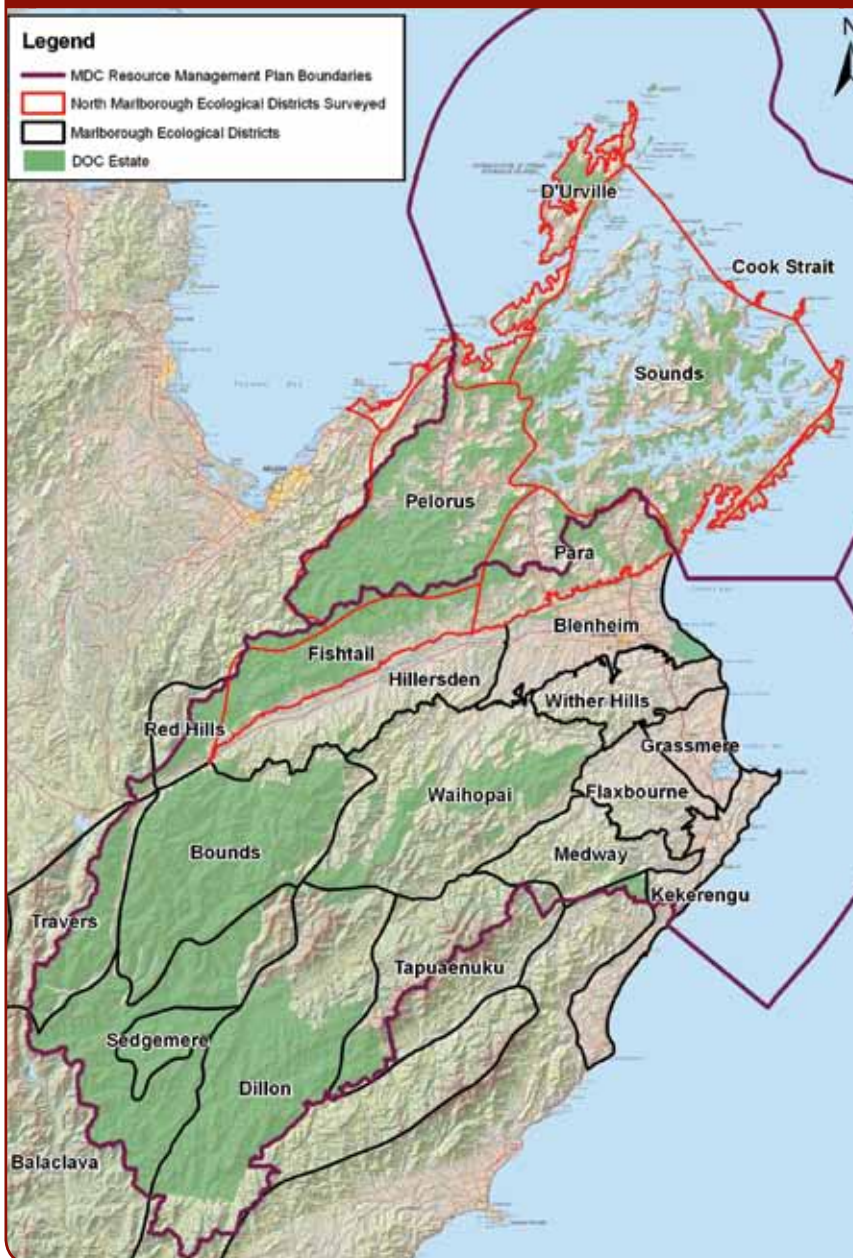 Legend
MDC Resource Management Plan Boundaries
North Marlborough Ecological Districts Surveyed
Marlborough Ecological Districts
DOC Estate
N
D'Urville
Cook Strait
Sounds
Pelorus
Para
Blenheim
Fishtail
Hillersden
Wither Hills
Red Hills
Grassmere
Waihopai
Flaxbourne
Bounds
Medway
Kekerengu
Travers
Tapuaenuku
Sedgemere
Dillon
Balaclava